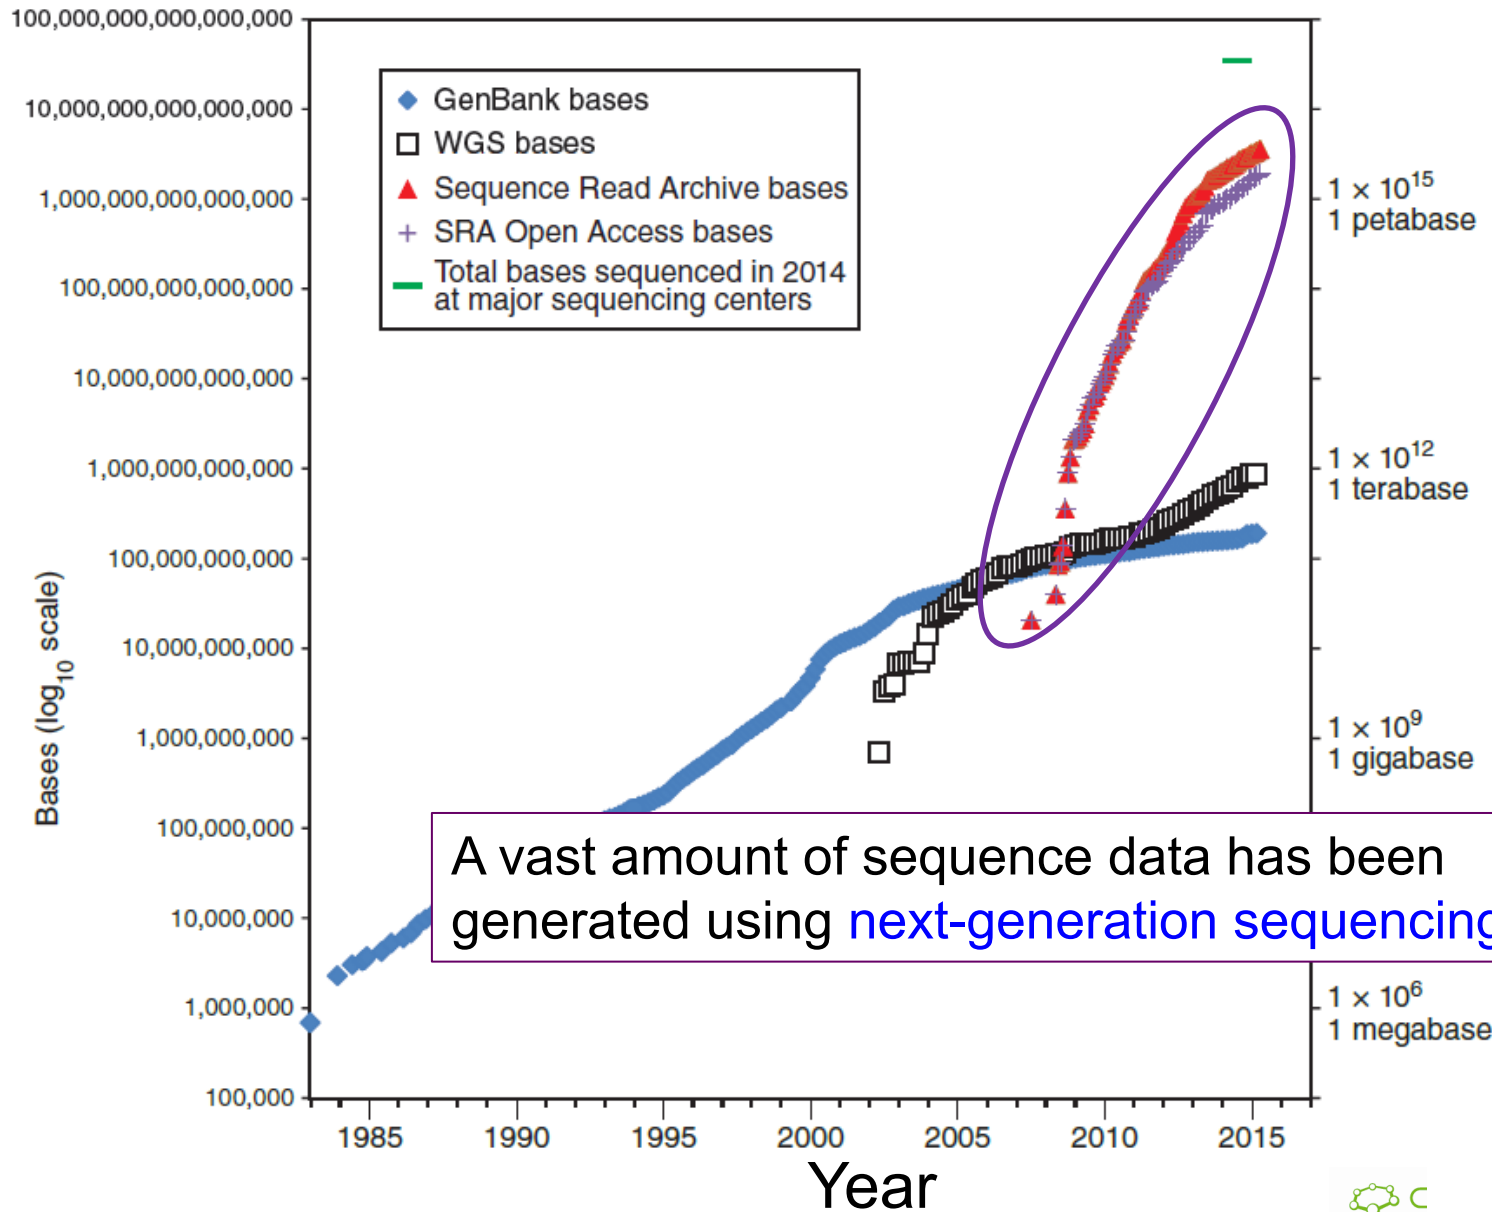 100,000,000,000,000,000
10,000,000,000,000,000
1,000,000,000,000,000
100,000,000,000,000
10,000,000,000,000
1,000,000,000,000
100,000,000,000
10,000,000,000
1,000,000,000
100,000,000
10,000,000
1,000,000
100,000
Bases (log10 scale)
GenBank bases
WGS bases
Sequence Read Archive bases
SRA Open Access bases
Total bases sequenced in 2014
at major sequencing centers
1 × 10^15
1 petabase
1 × 10^12
1 terabase
1 × 10^9
1 gigabase
1 × 10^6
1 megabase
A vast amount of sequence data has been
generated using next-generation sequencing
1985 1990 1995 2000 2005 2010 2015
Year
C